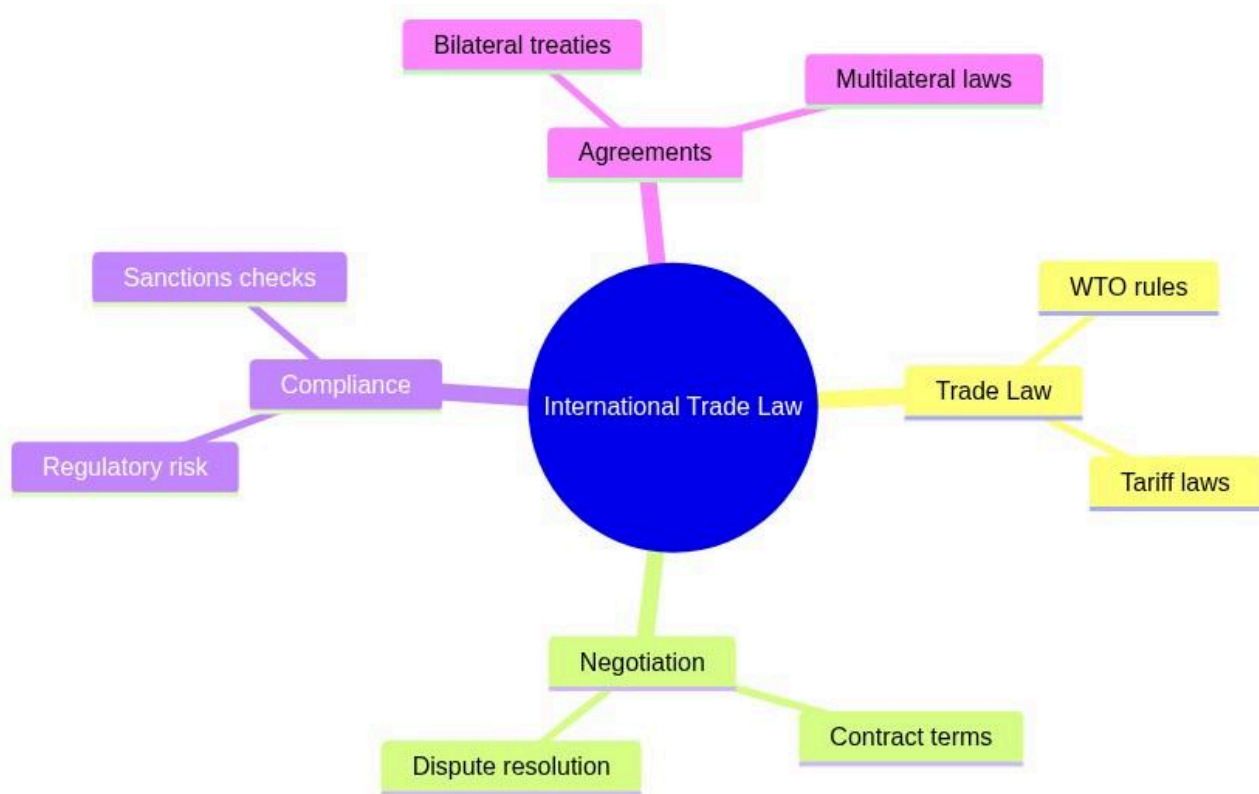 Bilateral treaties
Multilateral laws
Agreements
Sanctions checks
WTO rules
Compliance
International Trade Law
Trade Law
Regulatory risk
Tariff laws
Negotiation
Contract terms
Dispute resolution